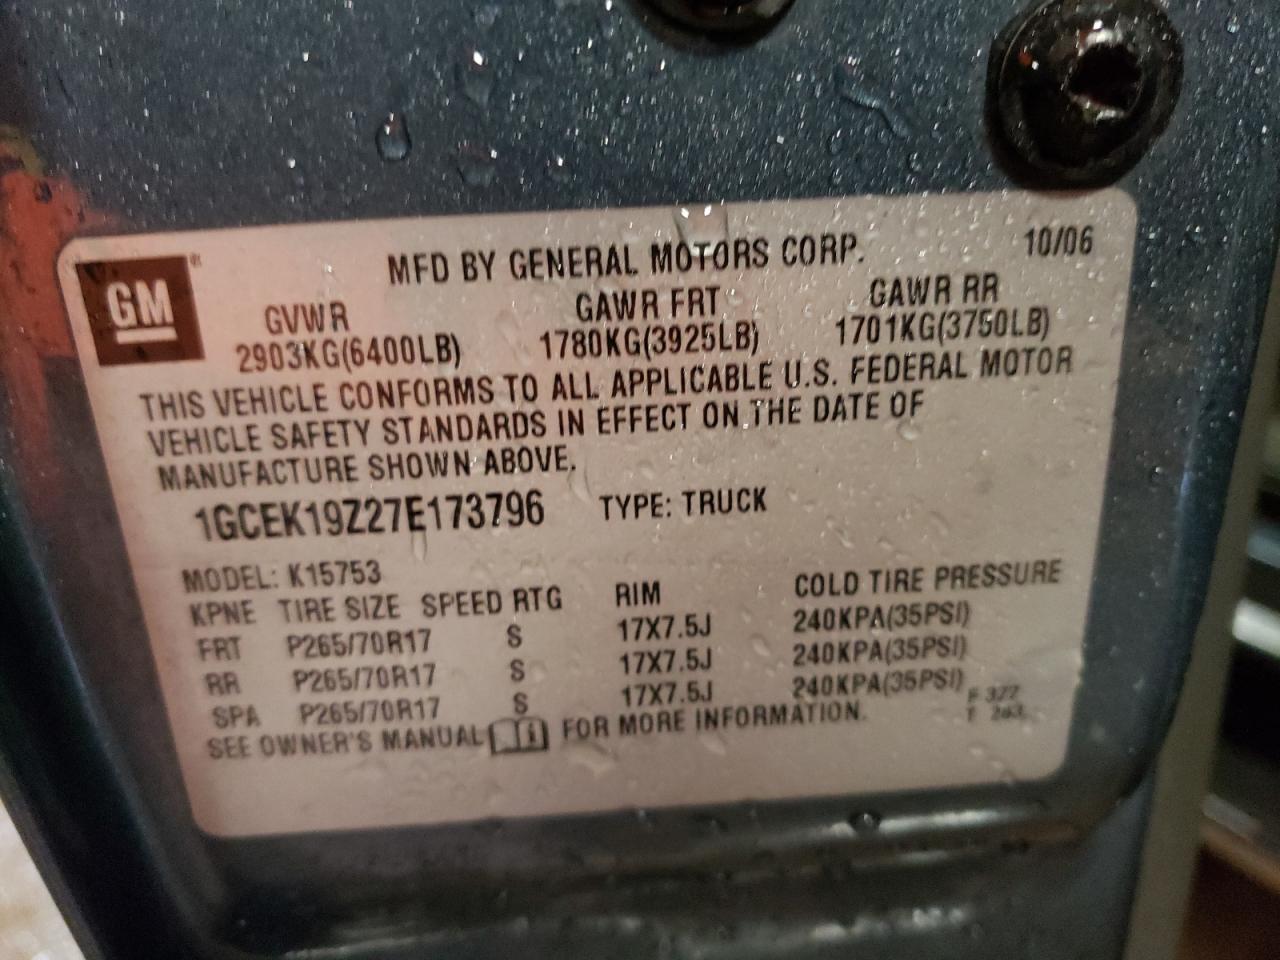 GM
MFD BY GENERAL MOTORS CORP. 10/06
GVWR GAWR FRT GAWR RR
2903KG(6400LB) 1780KG(3925LB) 1701KG(3750LB)
THIS VEHICLE CONFORMS TO ALL APPLICABLE U.S. FEDERAL MOTOR
VEHICLE SAFETY STANDARDS IN EFFECT ON THE DATE OF
MANUFACTURE SHOWN ABOVE.
1GCEK19Z27E173796 TYPE: TRUCK
MODEL: K15753
KPNE TIRE SIZE SPEED RTG RIM COLD TIRE PRESSURE
FRT P265/70R17 S 17X7.5J 240KPA(35PSI)
RR P265/70R17 S 17X7.5J 240KPA(35PSI)
SPA P265/70R17 S 17X7.5J 240KPA(35PSI)
SEE OWNER'S MANUAL FOR MORE INFORMATION.